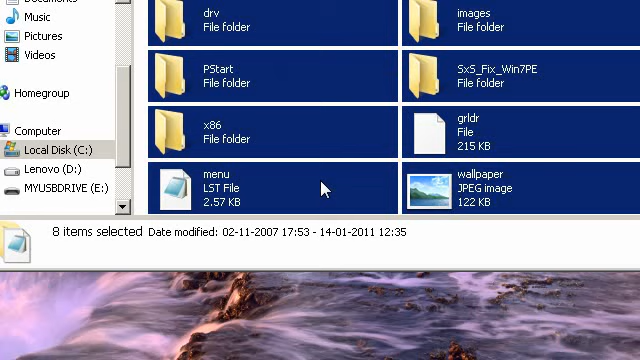 Documents
Music
Pictures
Videos
Homegroup
Computer
Local Disk (C:)
Lenovo (D:)
MYUSBDRIVE (E:)
drv
File folder
images
File folder
PStart
File folder
SxS_Fix_Win7PE
File folder
x86
File folder
grldr
File
215 KB
menu
LST File
2.57 KB
wallpaper
JPEG image
122 KB
8 items selected Date modified: 02-11-2007 17:53 - 14-01-2011 12:35